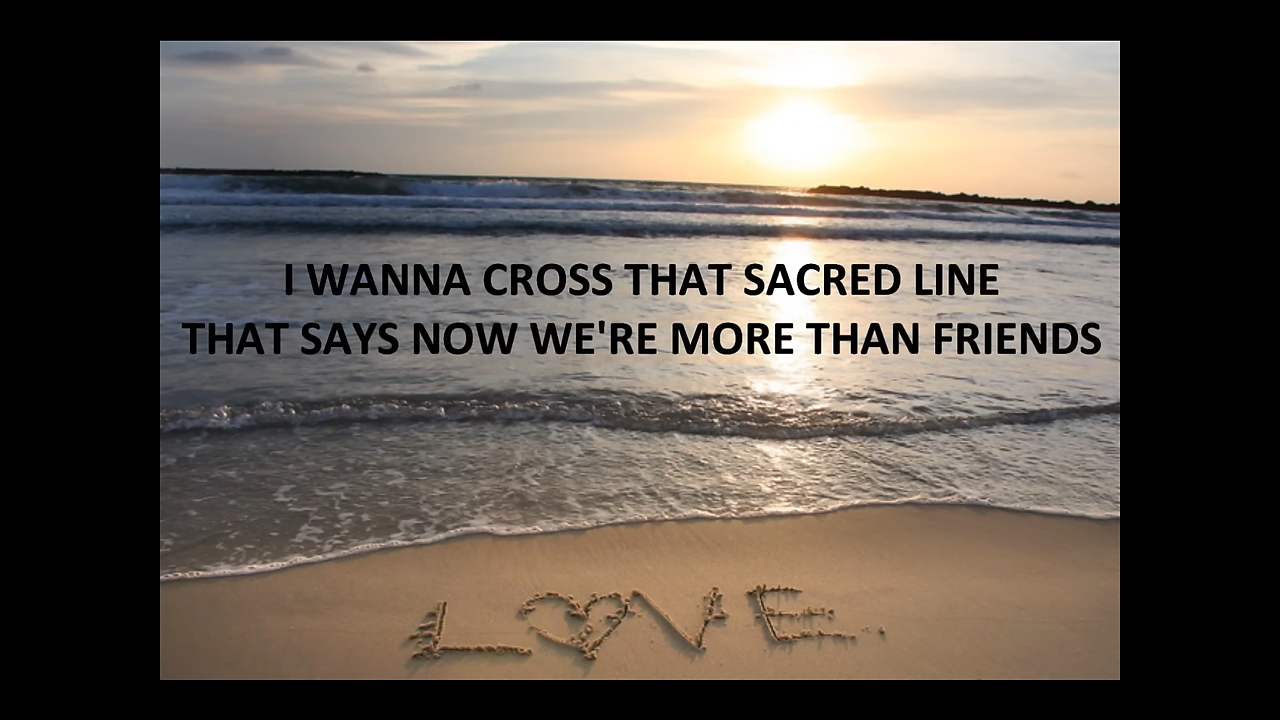 I WANNA CROSS THAT SACRED LINE
THAT SAYS NOW WE'RE MORE THAN FRIENDS
LOVE